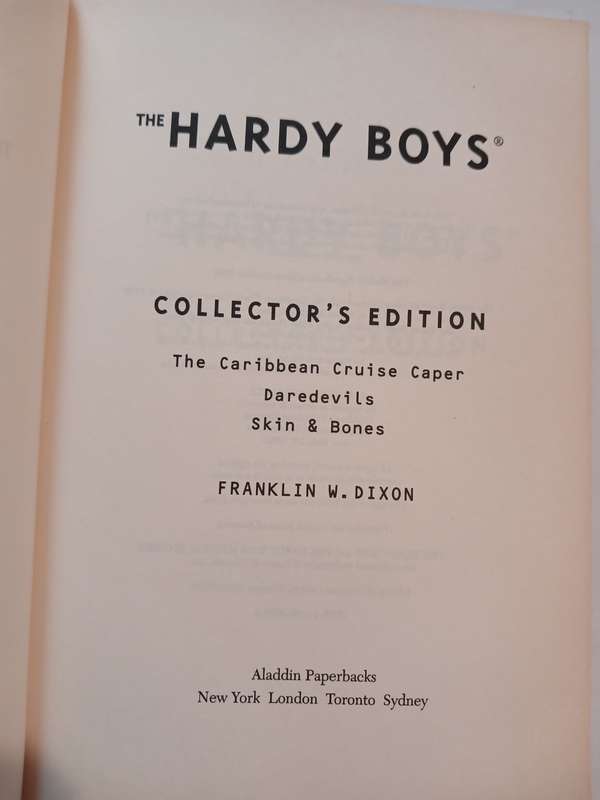 THE HARDY BOYS®
COLLECTOR'S EDITION
The Caribbean Cruise Caper
Daredevils
Skin & Bones
FRANKLIN W. DIXON
Aladdin Paperbacks
New York London Toronto Sydney